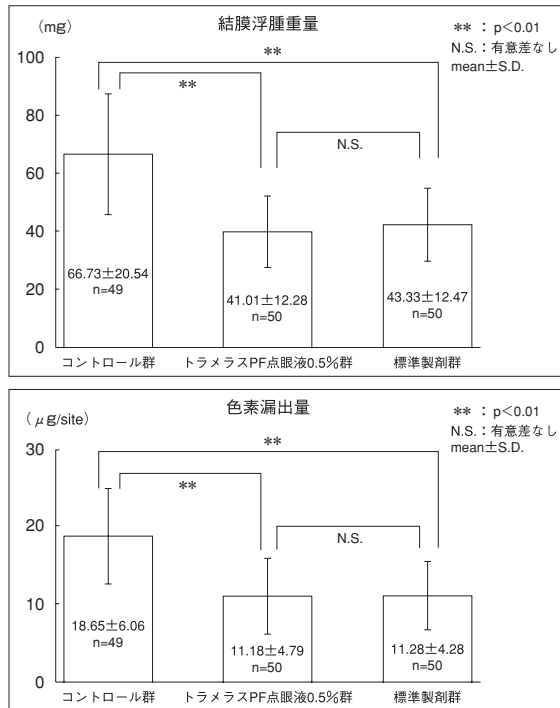 結膜浮腫重量
(mg)
** : p<0.01
N.S.:有意差なし
mean±S.D.
100
80
60
40
20
0
**
**
N.S.
66.73±20.54
n=49
41.01±12.28
n=50
43.33±12.47
n=50
コントロール群 トラメラスPF点眼液0.5%群 標準製剤群
色素漏出量
(μg/site)
** : p<0.01
N.S.:有意差なし
mean±S.D.
30
20
10
0
**
**
N.S.
18.65±6.06
n=49
11.18±4.79
n=50
11.28±4.28
n=50
コントロール群 トラメラスPF点眼液0.5%群 標準製剤群